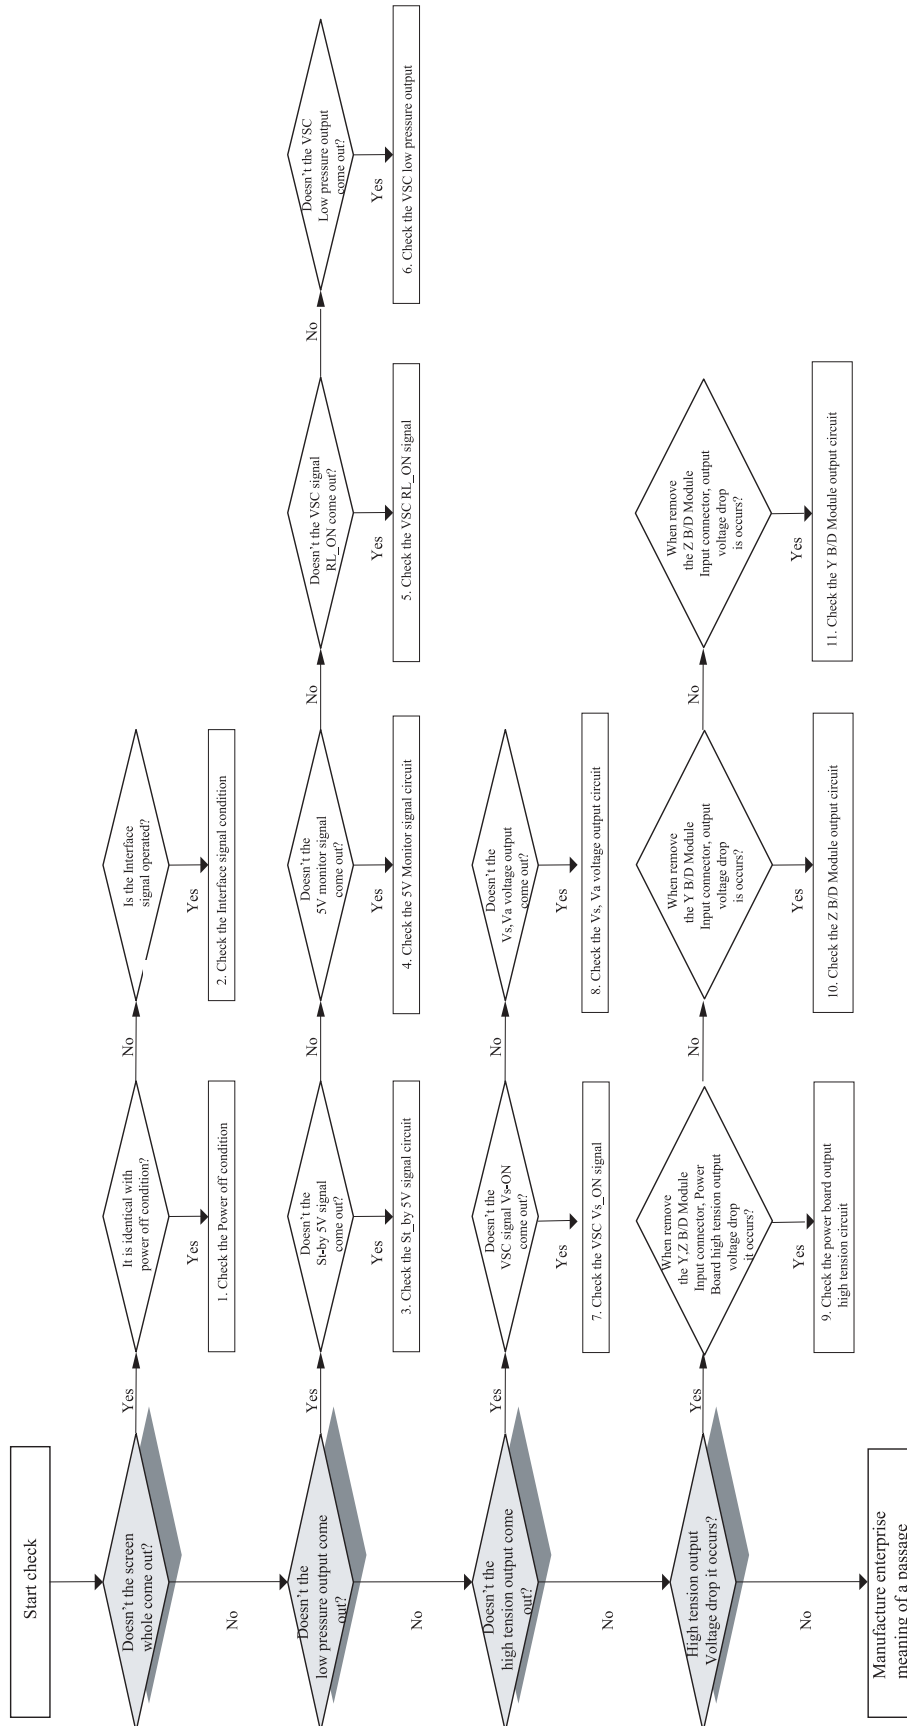 Start check
Doesn't the screen
whole come out?
Yes
It is identical with
power off condition?
Yes
1. Check the Power off condition
No
Is the Interface
signal operated?
Yes
2. Check the Interface signal condition
No
Doesn't the
low pressure output come
out?
Yes
Doesn't the
St-by 5V signal
come out?
Yes
3. Check the St_by 5V signal circuit
No
Doesn't the
5V monitor signal
come out?
Yes
4. Check the 5V Monitor signal circuit
No
Doesn't the VSC signal
RL_ON come out?
Yes
5. Check the VSC RL_ON signal
No
Doesn't the VSC
Low pressure output
come out?
Yes
6. Check the VSC low pressure output
No
Doesn't the
high tension output come
out?
Yes
Doesn't the
VSC signal Vs-ON
come out?
Yes
7. Check the VSC Vs_ON signal
No
Doesn't the
Vs,Va voltage output
come out?
Yes
8. Check the Vs, Va voltage output circuit
No
High tension output
Voltage drop it occurs?
Yes
When remove
the Y,Z B/D Module
Input connector, Power
Board high tension output
voltage drop
it occurs?
Yes
9. Check the power board output
high tension circuit
No
When remove
the Y B/D Module
Input connector, output
voltage drop
is occurs?
Yes
10. Check the Z B/D Module output circuit
No
When remove
the Z B/D Module
Input connector, output
voltage drop
is occurs?
Yes
11. Check the Y B/D Module output circuit
No
Manufacture enterprise
meaning of a passage